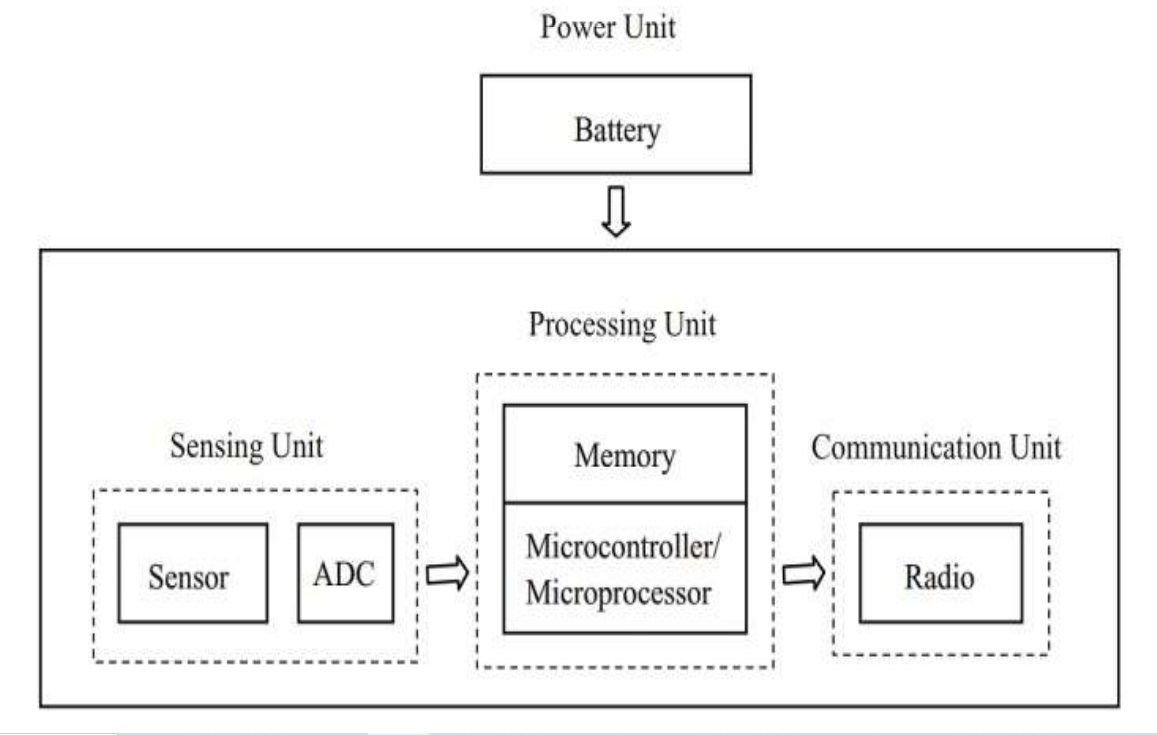 Power Unit
Battery
Processing Unit
Sensing Unit
Memory
Communication Unit
Sensor
ADC
Microcontroller/
Microprocessor
Radio